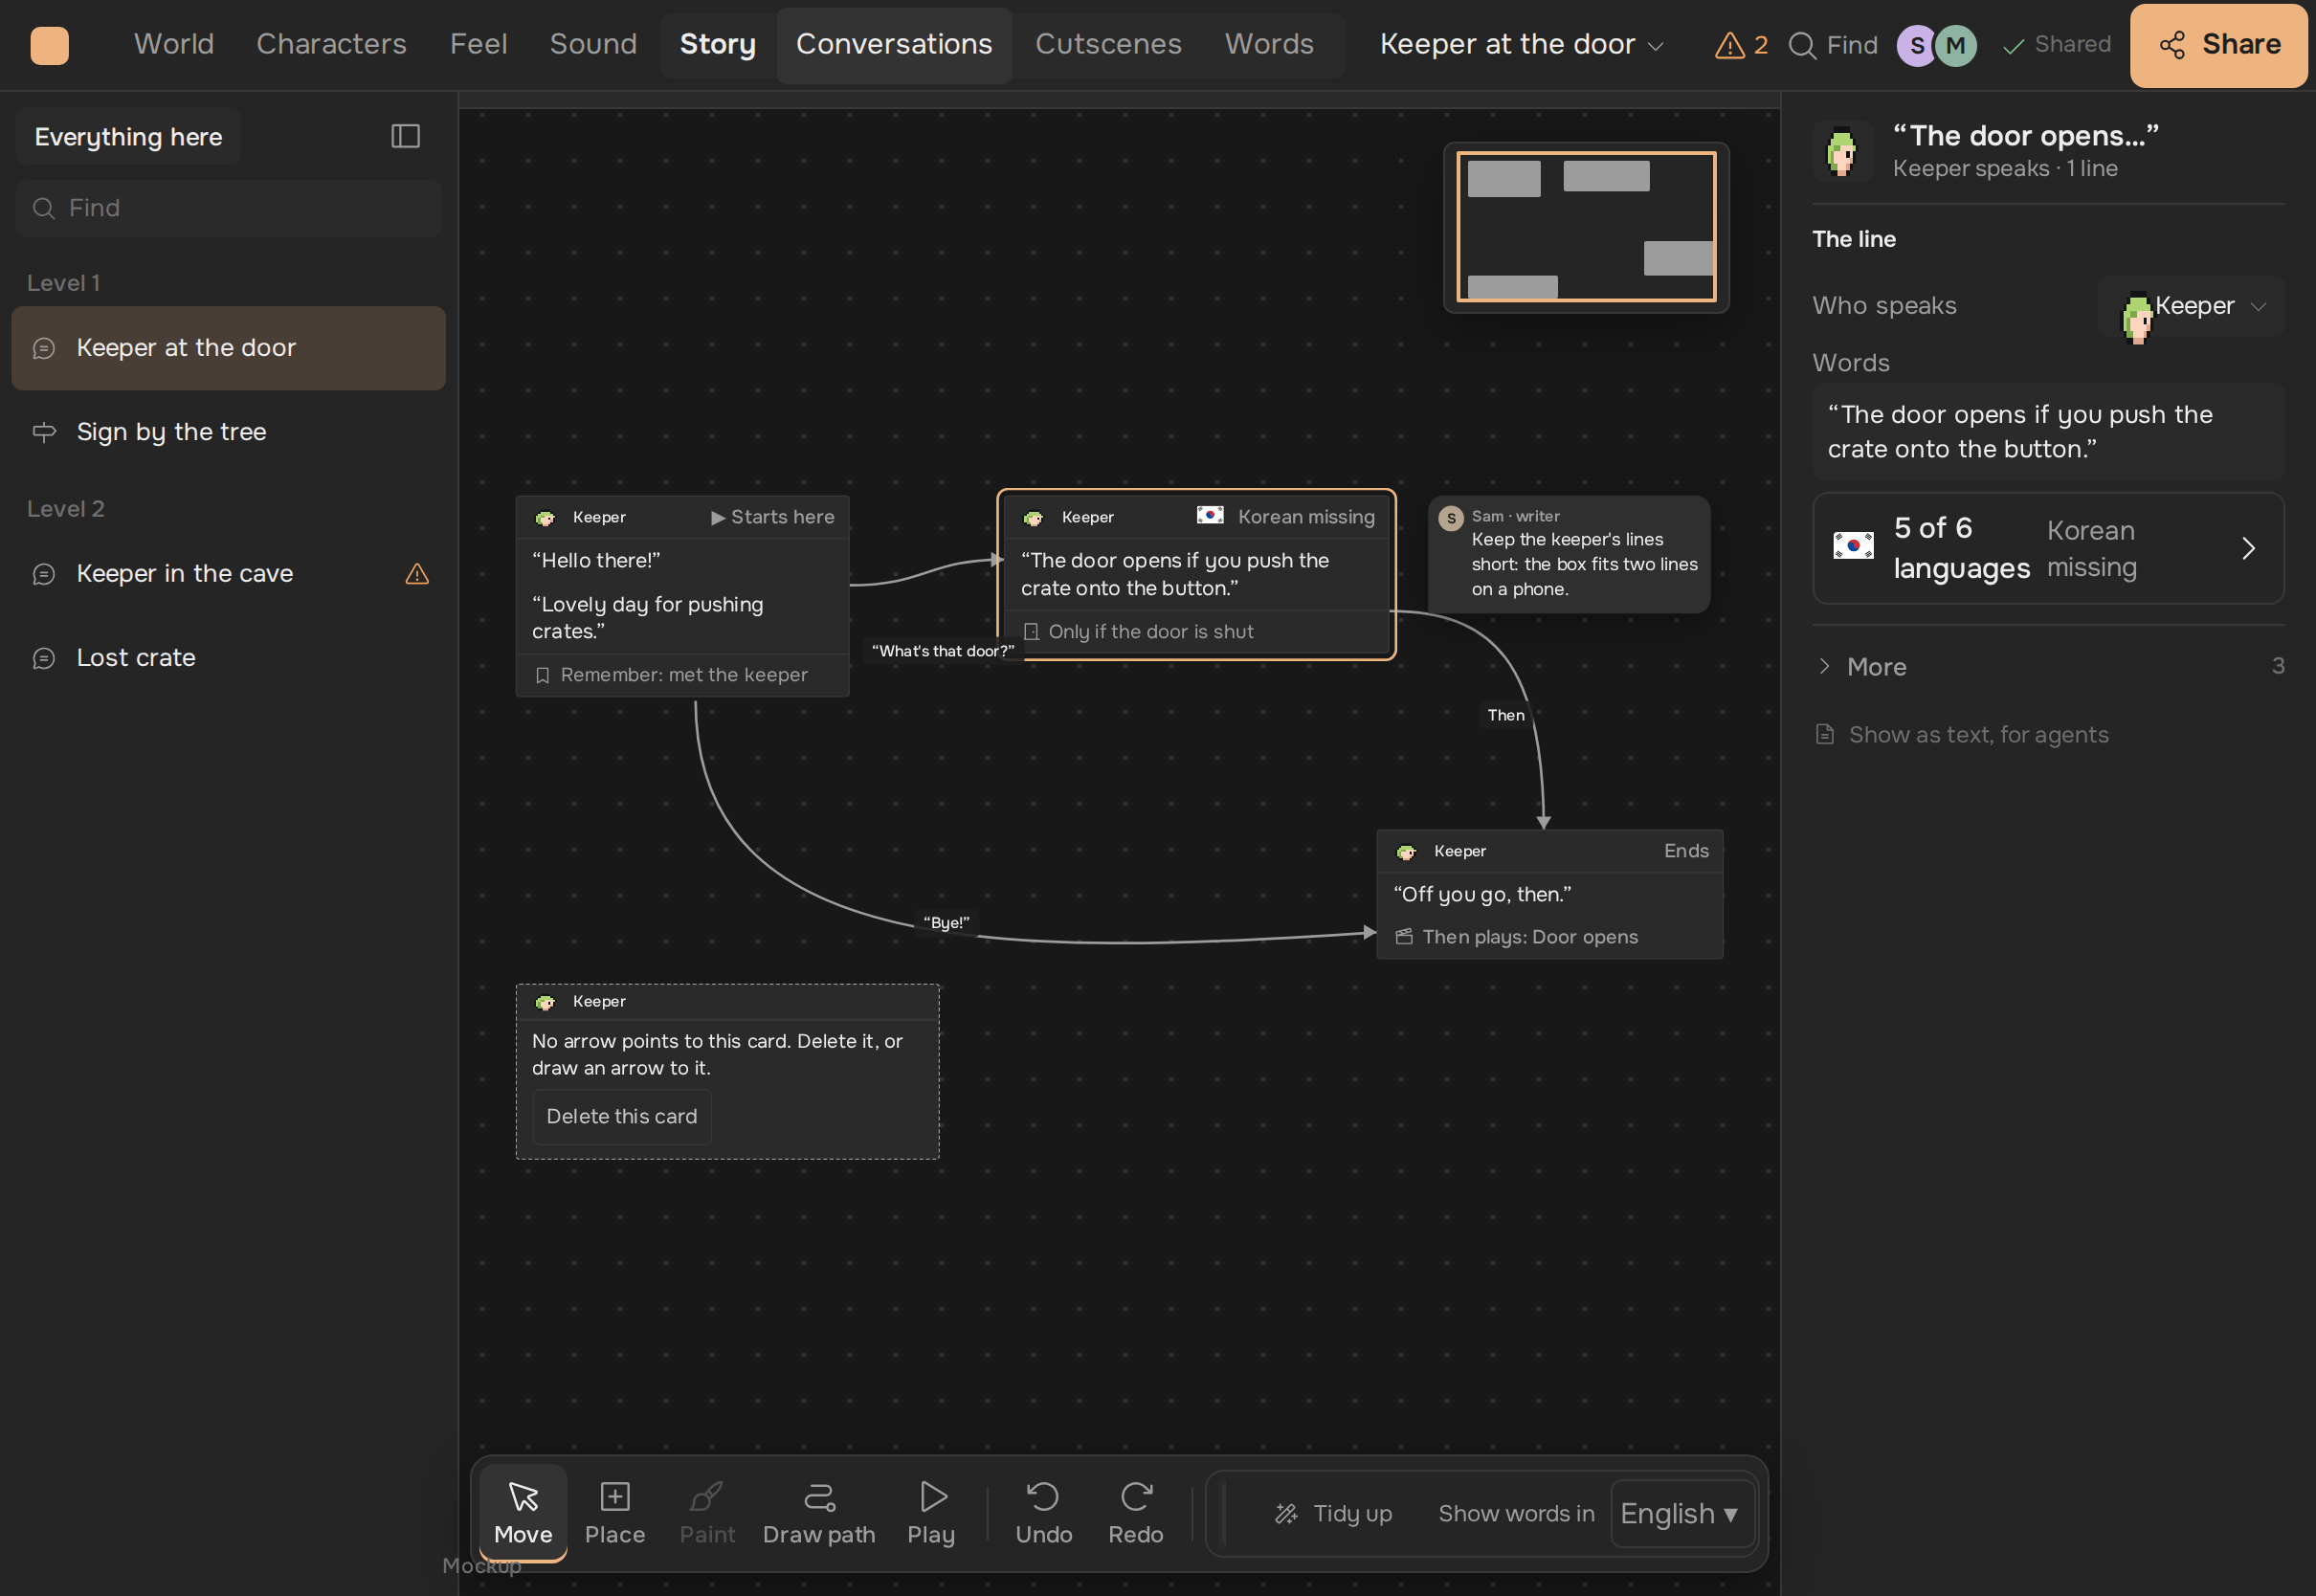 World Characters Feel Sound Story Conversations Cutscenes Words Keeper at the door 2 Find S M Shared Share
Everything here
Find
Level 1
Keeper at the door
Sign by the tree
Level 2
Keeper in the cave
Lost crate
Keeper ▶ Starts here
“Hello there!”
“Lovely day for pushing
crates.”
Remember: met the keeper
“What's that door?”
Keeper Korean missing
“The door opens if you push the
crate onto the button.”
Only if the door is shut
S Sam · writer
Keep the keeper's lines
short: the box fits two lines
on a phone.
Then
“Bye!”
Keeper Ends
“Off you go, then.”
Then plays: Door opens
Keeper
No arrow points to this card. Delete it, or
draw an arrow to it.
Delete this card
Move Place Paint Draw path Play Undo Redo Tidy up Show words in English ▾
Mockup
“The door opens…”
Keeper speaks · 1 line
The line
Who speaks Keeper
Words
“The door opens if you push the
crate onto the button.”
5 of 6
languages
Korean
missing
More 3
Show as text, for agents